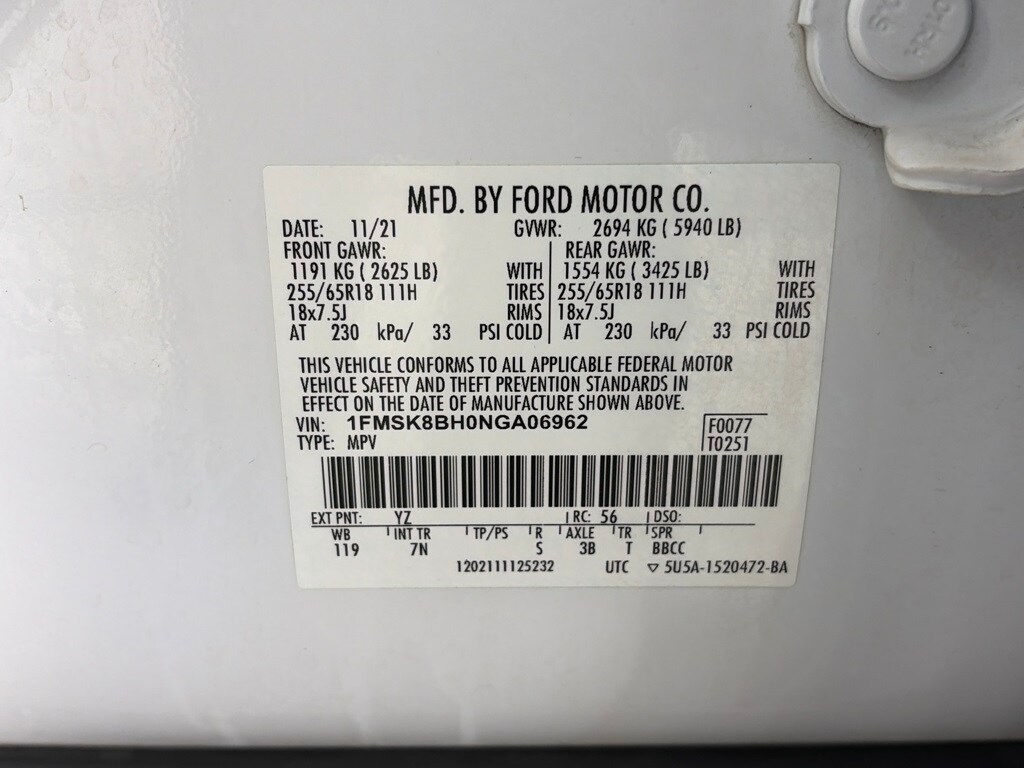 MFD. BY FORD MOTOR CO.
DATE: 11/21 GVWR: 2694 KG ( 5940 LB)
FRONT GAWR: REAR GAWR:
1191 KG ( 2625 LB) WITH 1554 KG ( 3425 LB) WITH
255/65R18 111H TIRES 255/65R18 111H TIRES
18x7.5J RIMS 18x7.5J RIMS
AT 230 kPa/ 33 PSI COLD AT 230 kPa/ 33 PSI COLD
THIS VEHICLE CONFORMS TO ALL APPLICABLE FEDERAL MOTOR
VEHICLE SAFETY AND THEFT PREVENTION STANDARDS IN
EFFECT ON THE DATE OF MANUFACTURE SHOWN ABOVE.
VIN: 1FMSK8BH0NGA06962 F0077
TYPE: MPV T0251
EXT PNT: YZ RC: 56 DSO:
WB INT TR TP/PS R AXLE TR SPR
119 7N S 3B T BBCC
1202111125232 UTC ▽ 5U5A-1520472-BA